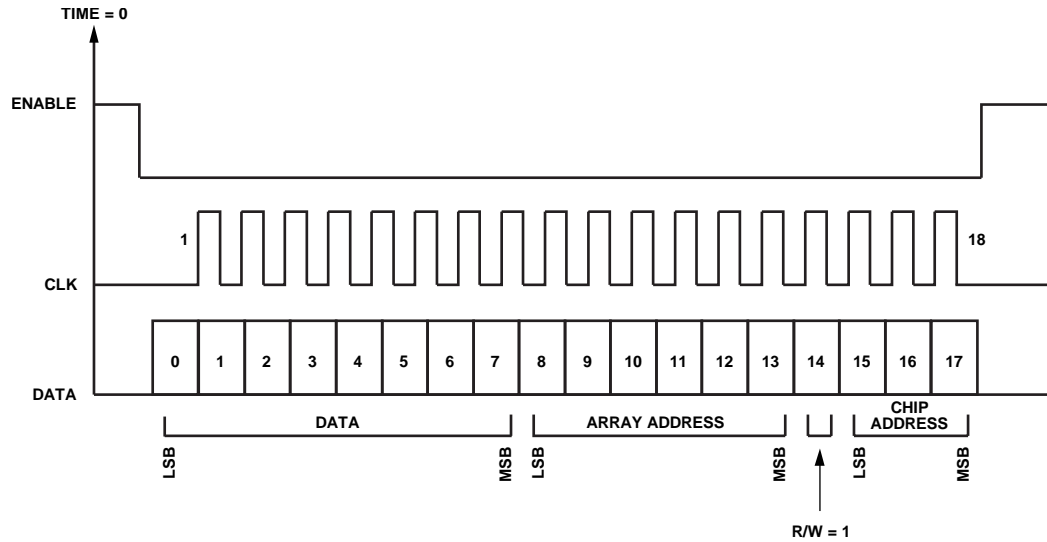 TIME = 0
ENABLE
1
18
CLK
0 1 2 3 4 5 6 7 8 9 10 11 12 13 14 15 16 17
DATA
DATA
ARRAY ADDRESS
CHIP
ADDRESS
LSB
MSB
LSB
MSB
LSB
MSB
R/W = 1